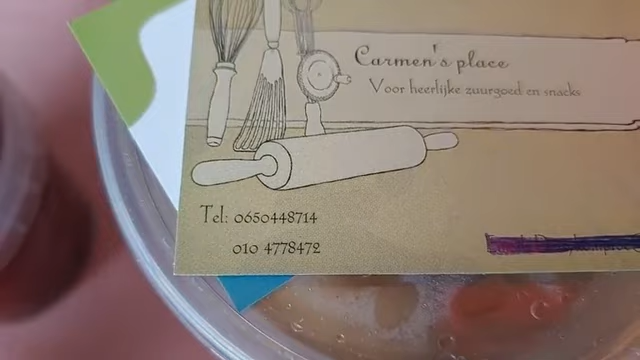 Carmen's place
Voor heerlijke zuurgoed en snacks
Tel: 0650448714
010 4778472